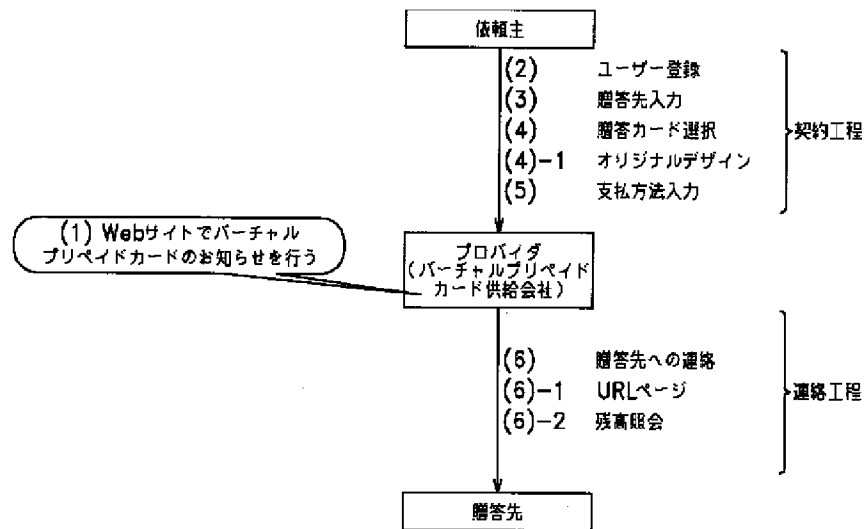 依頼主
(2) ユーザー登録
(3) 贈答先入力
(4) 贈答カード選択
(4)-1 オリジナルデザイン
(5) 支払方法入力
契約工程
(1) Webサイトでバーチャル
プリペイドカードのお知らせを行う
プロバイダ
(バーチャルプリペイド
カード供給会社)
(6) 贈答先への連絡
(6)-1 URLページ
(6)-2 残高照会
連絡工程
贈答先